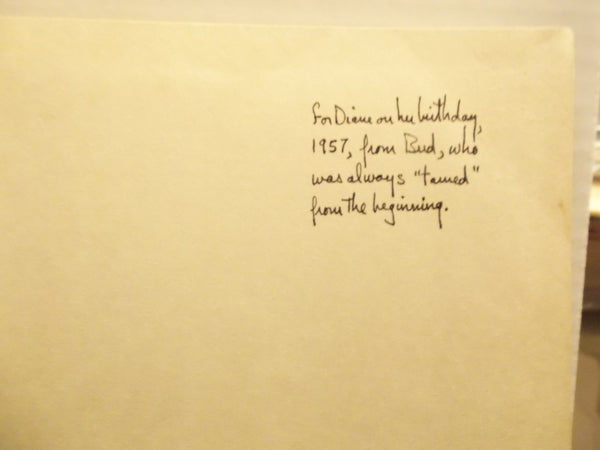 For Diane on her birthday,
1957, from Bud, who
was always "tamed"
from the beginning.